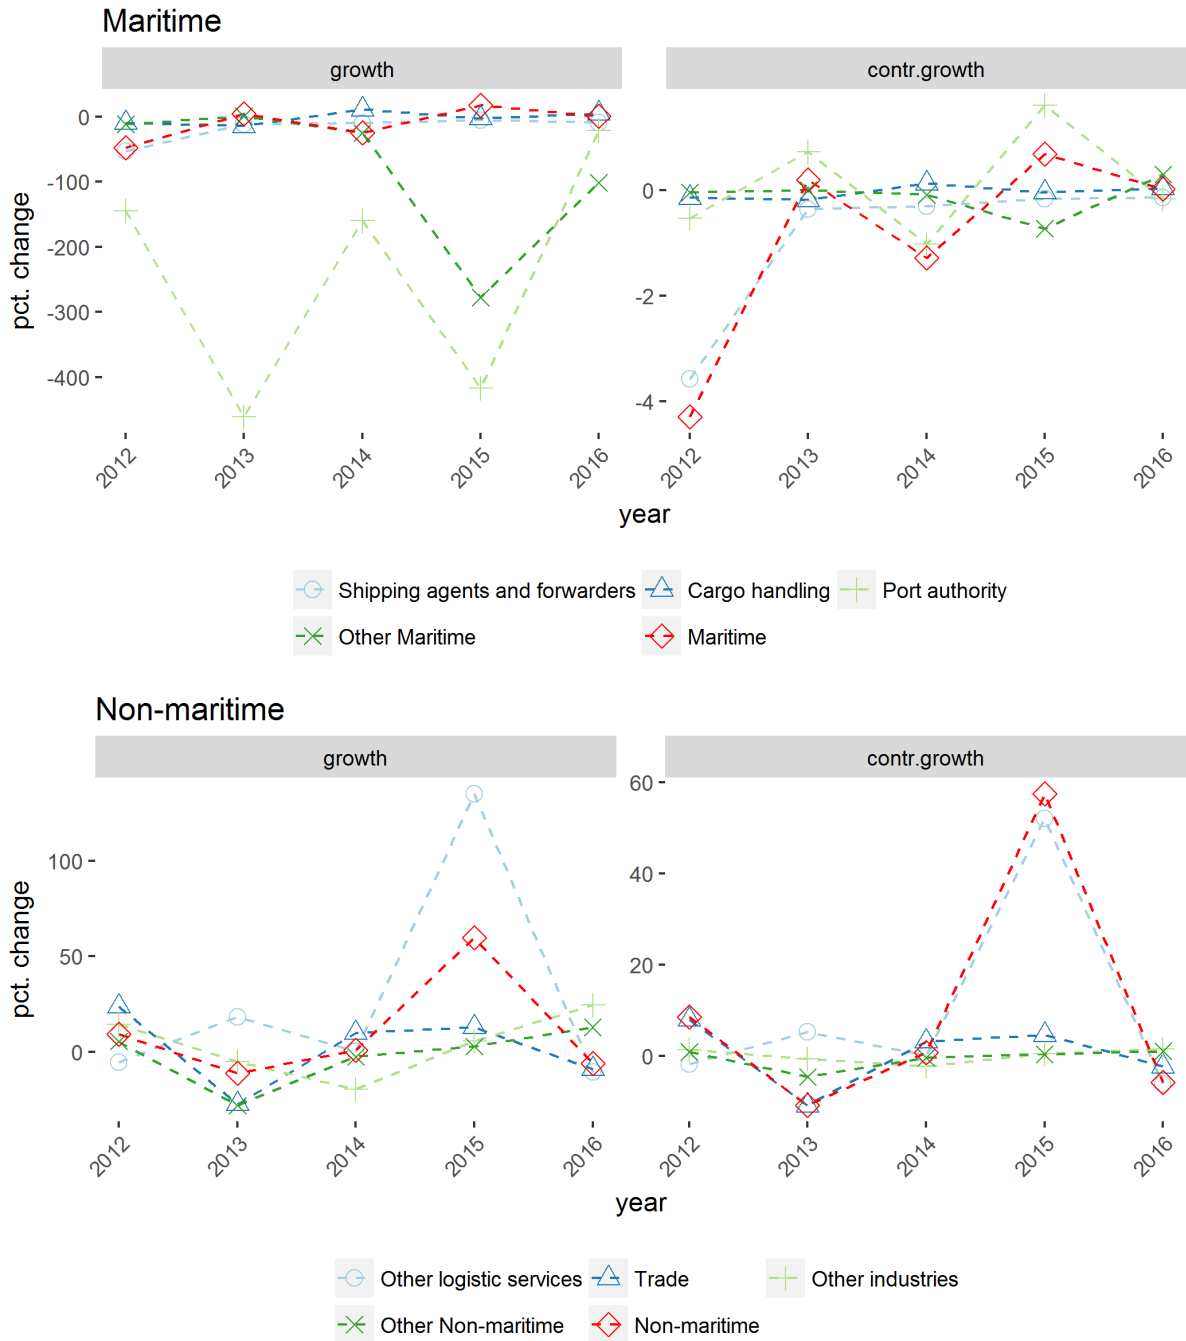 Maritime
growth contr.growth
pct. change
0
-100
-200
-300
-400
0
-2
-4
2012 2013 2014 2015 2016 2012 2013 2014 2015 2016
year
Shipping agents and forwarders Cargo handling Port authority
Other Maritime Maritime
Non-maritime
growth contr.growth
pct. change
100
50
0
60
40
20
0
2012 2013 2014 2015 2016 2012 2013 2014 2015 2016
year
Other logistic services Trade Other industries
Other Non-maritime Non-maritime